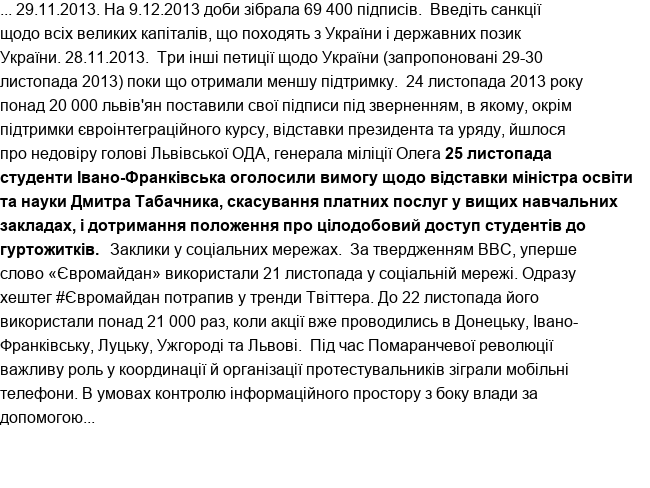 ... 29.11.2013. На 9.12.2013 доби зібрала 69 400 підписів. Введіть санкції
щодо всіх великих капіталів, що походять з України і державних позик
України. 28.11.2013. Три інші петиції щодо України (запропоновані 29-30
листопада 2013) поки що отримали меншу підтримку. 24 листопада 2013 року
понад 20 000 львів'ян поставили свої підписи під зверненням, в якому, окрім
підтримки євроінтеграційного курсу, відставки президента та уряду, йшлося
про недовіру голові Львівської ОДА, генерала міліції Олега 25 листопада
студенти Івано-Франківська оголосили вимогу щодо відставки міністра освіти
та науки Дмитра Табачника, скасування платних послуг у вищих навчальних
закладах, і дотримання положення про цілодобовий доступ студентів до
гуртожитків. Заклики у соціальних мережах. За твердженням BBC, уперше
слово «Євромайдан» використали 21 листопада у соціальній мережі. Одразу
хештег #Євромайдан потрапив у тренди Твіттера. До 22 листопада його
використали понад 21 000 раз, коли акції вже проводились в Донецьку, Івано-
Франківську, Луцьку, Ужгороді та Львові. Під час Помаранчевої революції
важливу роль у координації й організації протестувальників зіграли мобільні
телефони. В умовах контролю інформаційного простору з боку влади за
допомогою...